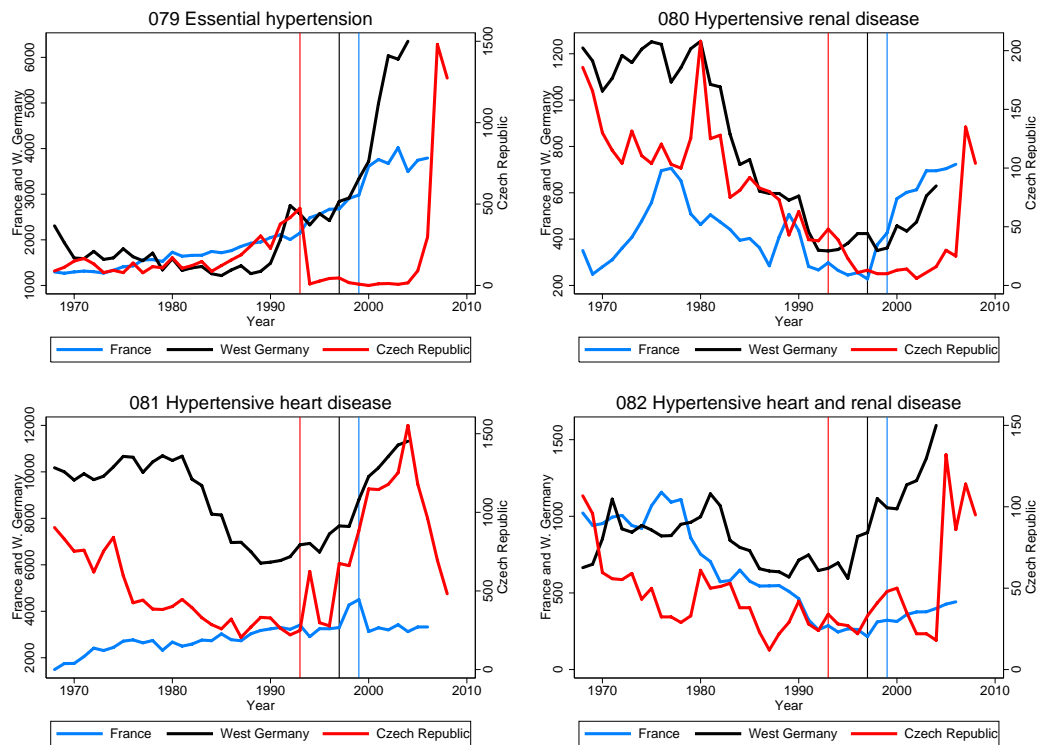 079 Essential hypertension
France and W. Germany
1000 2000 3000 4000 5000 6000
0 500 1000 1500
Czech Republic
1970 1980 1990 2000 2010
Year
France West Germany Czech Republic
080 Hypertensive renal disease
France and W. Germany
200 400 600 800 1000 1200
0 50 100 150 200
Czech Republic
1970 1980 1990 2000 2010
Year
France West Germany Czech Republic
081 Hypertensive heart disease
France and W. Germany
2000 4000 6000 8000 10000 12000
0 500 1000 1500
Czech Republic
1970 1980 1990 2000 2010
Year
France West Germany Czech Republic
082 Hypertensive heart and renal disease
France and W. Germany
0 500 1000 1500
0 50 100 150
Czech Republic
1970 1980 1990 2000 2010
Year
France West Germany Czech Republic